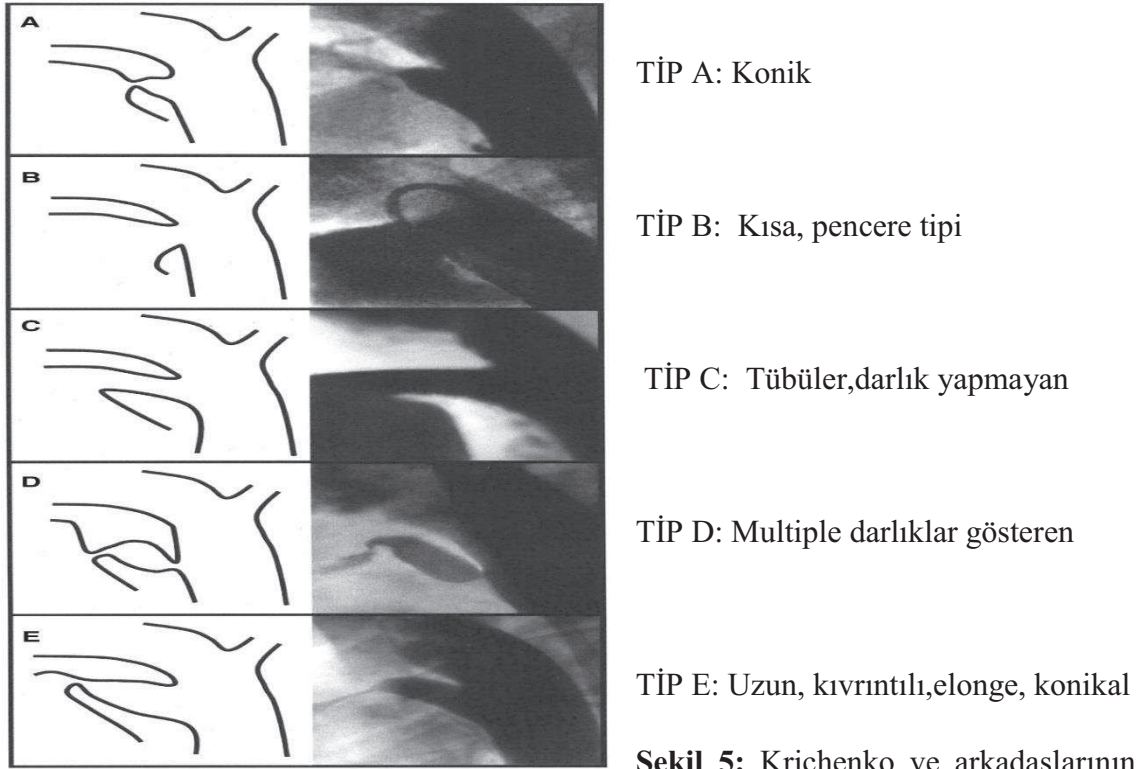 A
TİP A: Konik
B
TİP B: Kısa, pencere tipi
C
TİP C: Tübüler,darlık yapmayan
D
TİP D: Multiple darlıklar gösteren
E
TİP E: Uzun, kıvrıntılı,elonge, konikal
Şekil 5: Krichenko ve arkadaşlarının